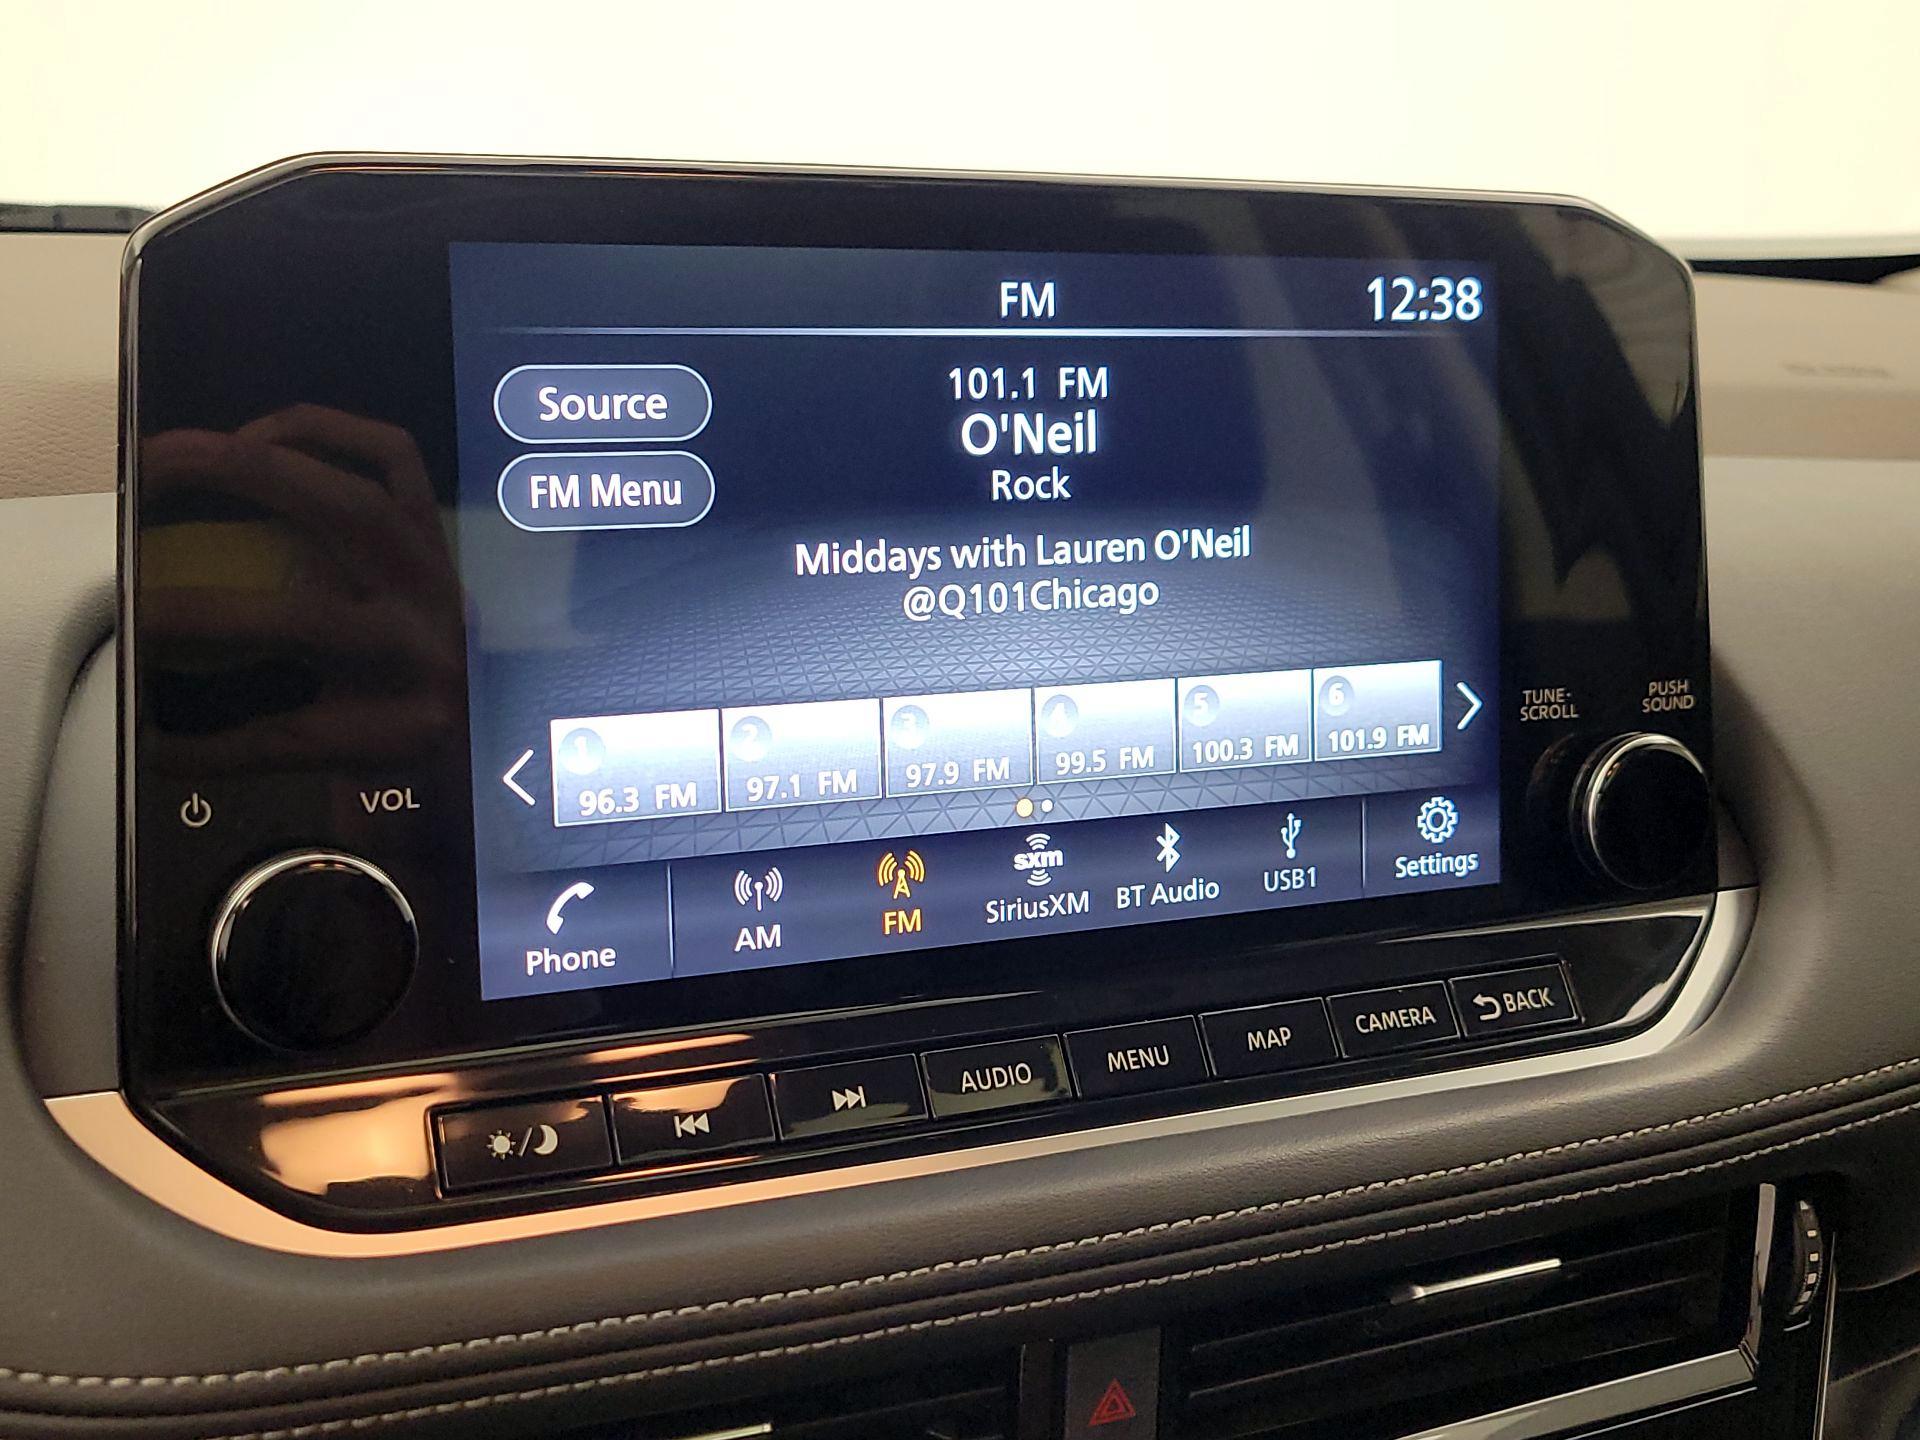 FM
12:38
Source
FM Menu
101.1 FM
O'Neil
Rock
Middays with Lauren O'Neil
@Q101Chicago
1
96.3 FM
2
97.1 FM
3
97.9 FM
4
99.5 FM
5
100.3 FM
6
101.9 FM
TUNE·
SCROLL
PUSH
SOUND
VOL
Phone
AM
FM
sxm
SiriusXM
BT Audio
USB1
Settings
AUDIO
MENU
MAP
CAMERA
BACK